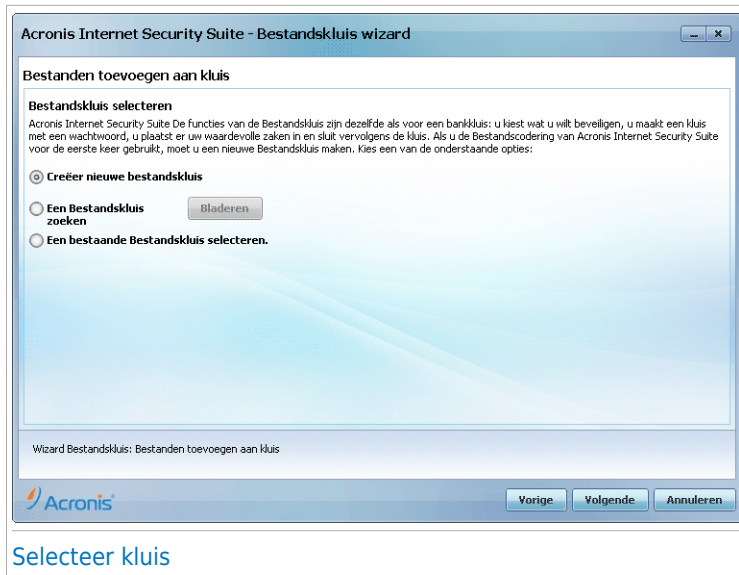 Acronis Internet Security Suite - Bestandskluis wizard
Bestanden toevoegen aan kluis
Bestandskluis selecteren
Acronis Internet Security Suite De functies van de Bestandskluis zijn dezelfde als voor een bankkluis: u kiest wat u wilt beveiligen, u maakt een kluis
met een wachtwoord, u plaatst er uw waardevolle zaken in en sluit vervolgens de kluis. Als u de Bestandscodering van Acronis Internet Security Suite
voor de eerste keer gebruikt, moet u een nieuwe Bestandskluis maken. Kies een van de onderstaande opties:
Creëer nieuwe bestandskluis
Een Bestandskluis
zoeken
Bladeren
Een bestaande Bestandskluis selecteren.
Wizard Bestandskluis: Bestanden toevoegen aan kluis
Acronis
Vorige Volgende Annuleren
Selecteer kluis